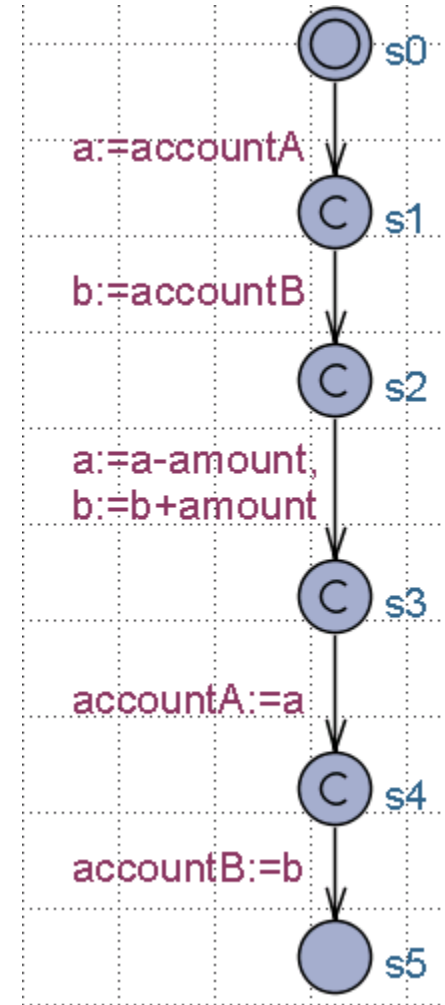 s0
a:=accountA
C
s1
b:=accountB
C
s2
a:=a-amount,
b:=b+amount
C
s3
accountA:=a
C
s4
accountB:=b
s5